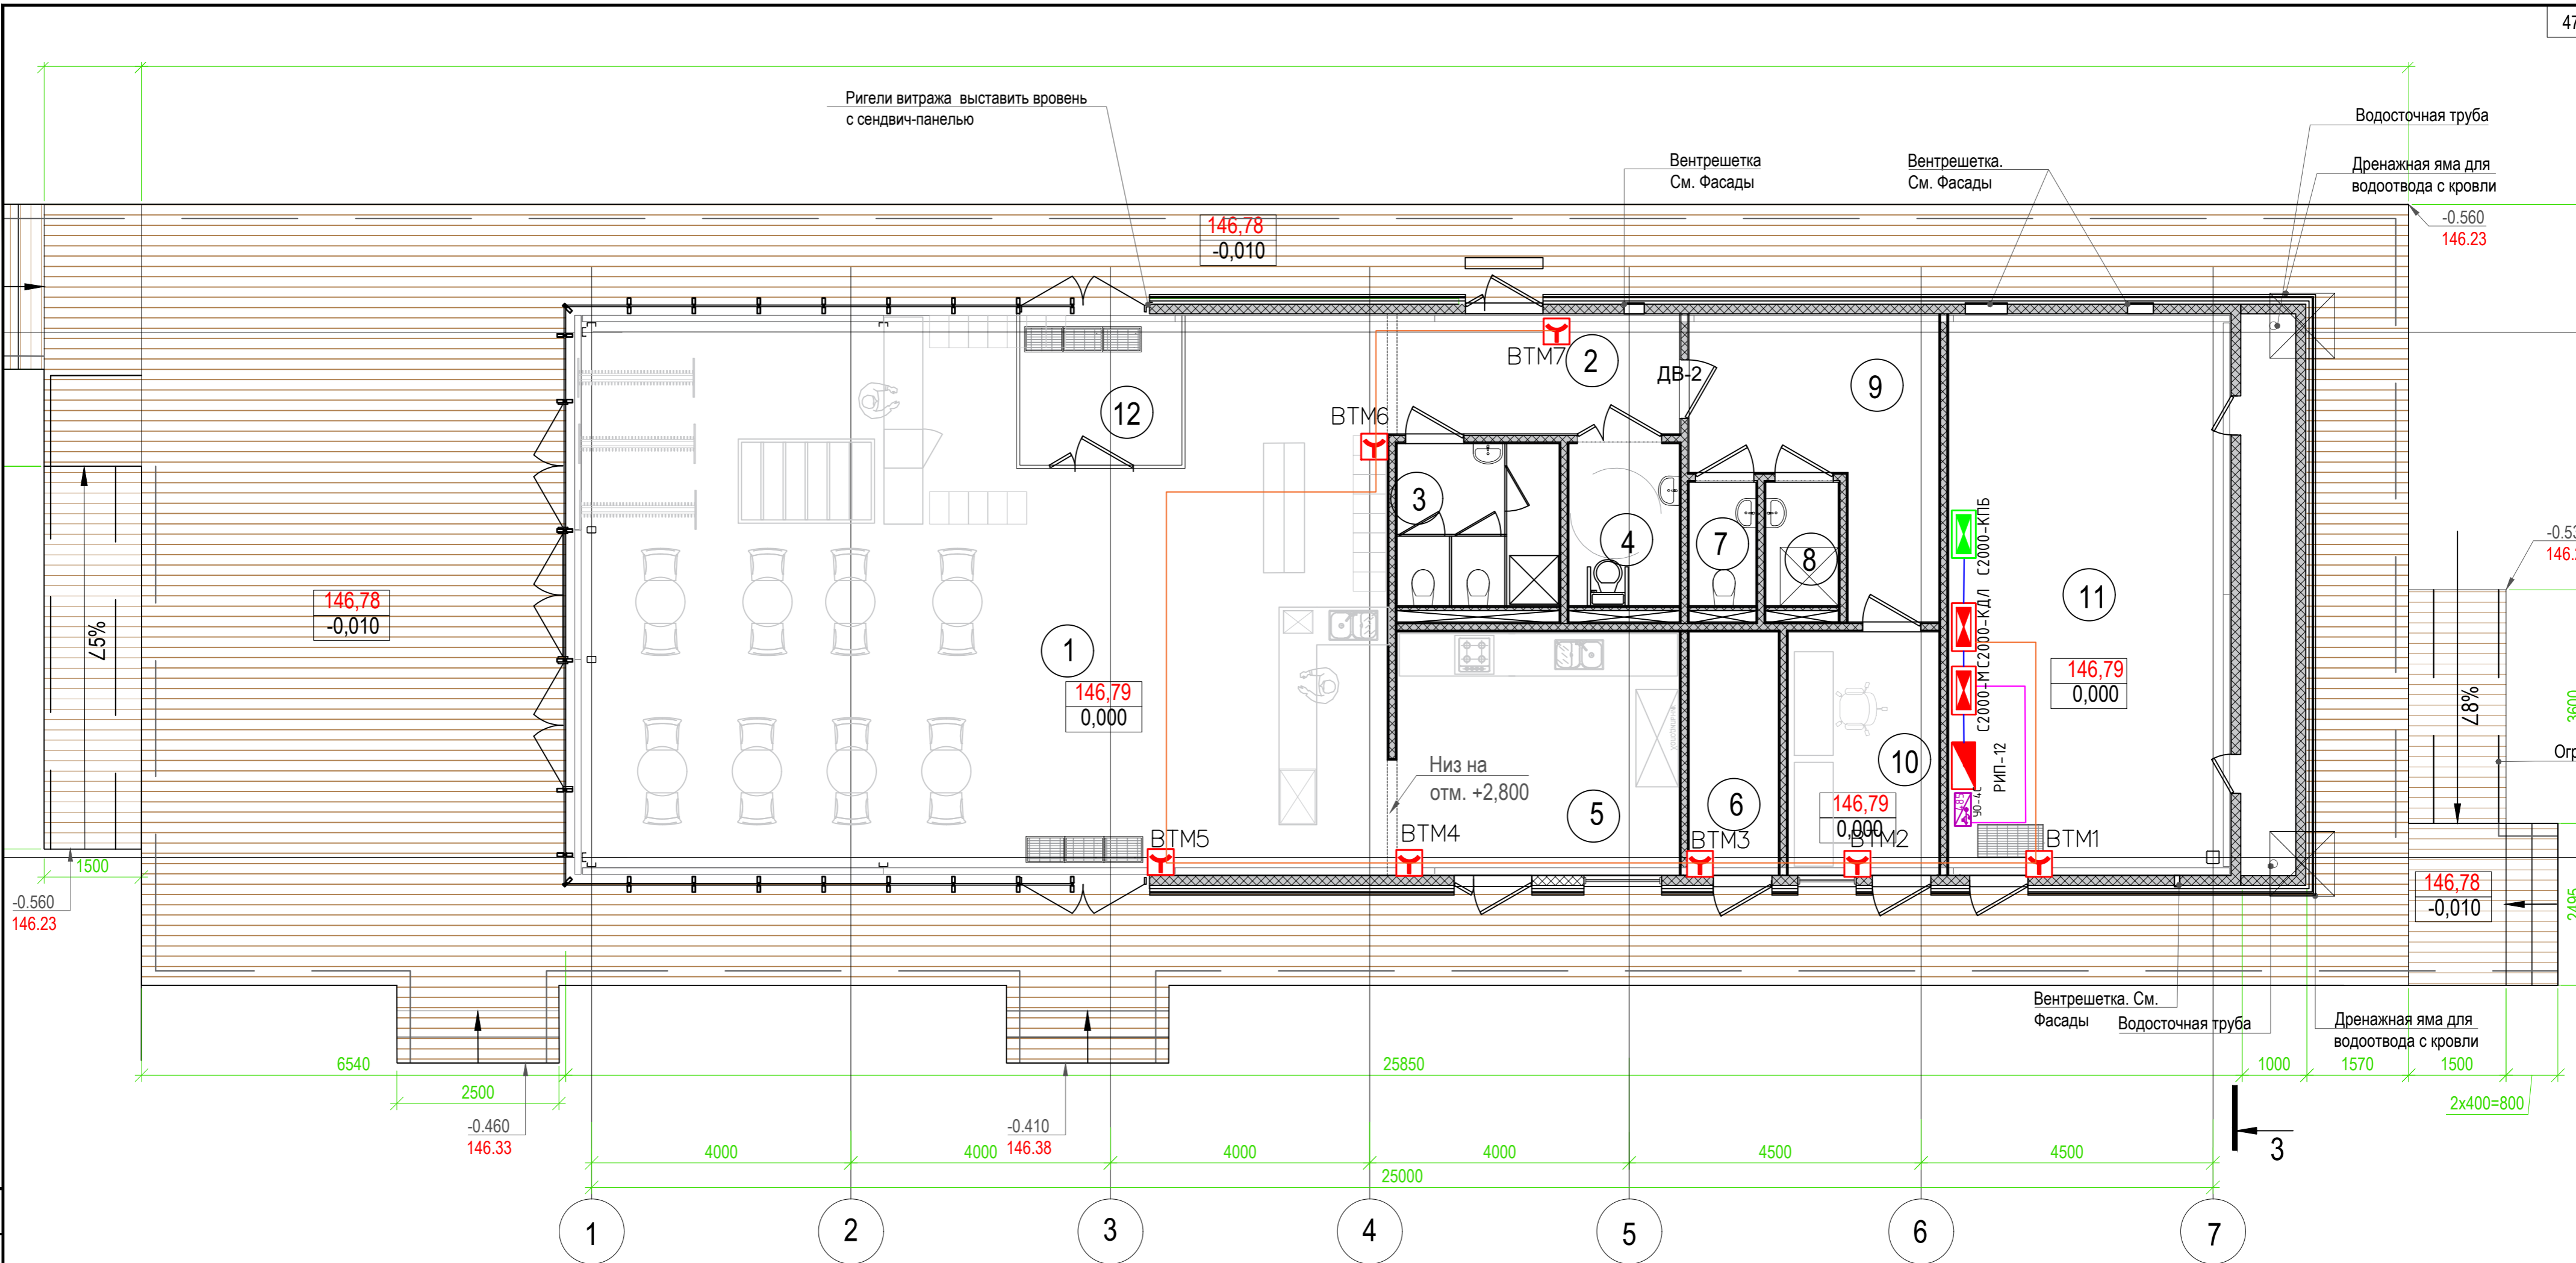 47
Ригели витража выставить вровень
с сендвич-панелью
Водосточная труба
Вентрешетка
См. Фасады
Вентрешетка.
См. Фасады
Дренажная яма для
водоотвода с кровли
146,78
-0,010
-0.560
146.23
ВТМ7
2
ДВ-2
9
12
ВТМ6
3
4
7
8
С2000-КПБ
С2000-КДЛ
С2000-М
РИП-12
11
146,79
0,000
∠5%
146,78
-0,010
1
146,79
0,000
∠8%
3600
Огр
Низ на
отм. +2,800
5
6
10
146,79
0,000
ВТМ5
ВТМ4
ВТМ3
ВТМ2
ВТМ1
1500
-0.560
146.23
146,78
-0,010
2495
Вентрешетка. См.
Фасады
Водосточная труба
Дренажная яма для
водоотвода с кровли
6540
25850
1000
1570
1500
2500
2x400=800
-0.460
146.33
-0.410
146.38
3
4000
4000
4000
4000
4500
4500
25000
1
2
3
4
5
6
7